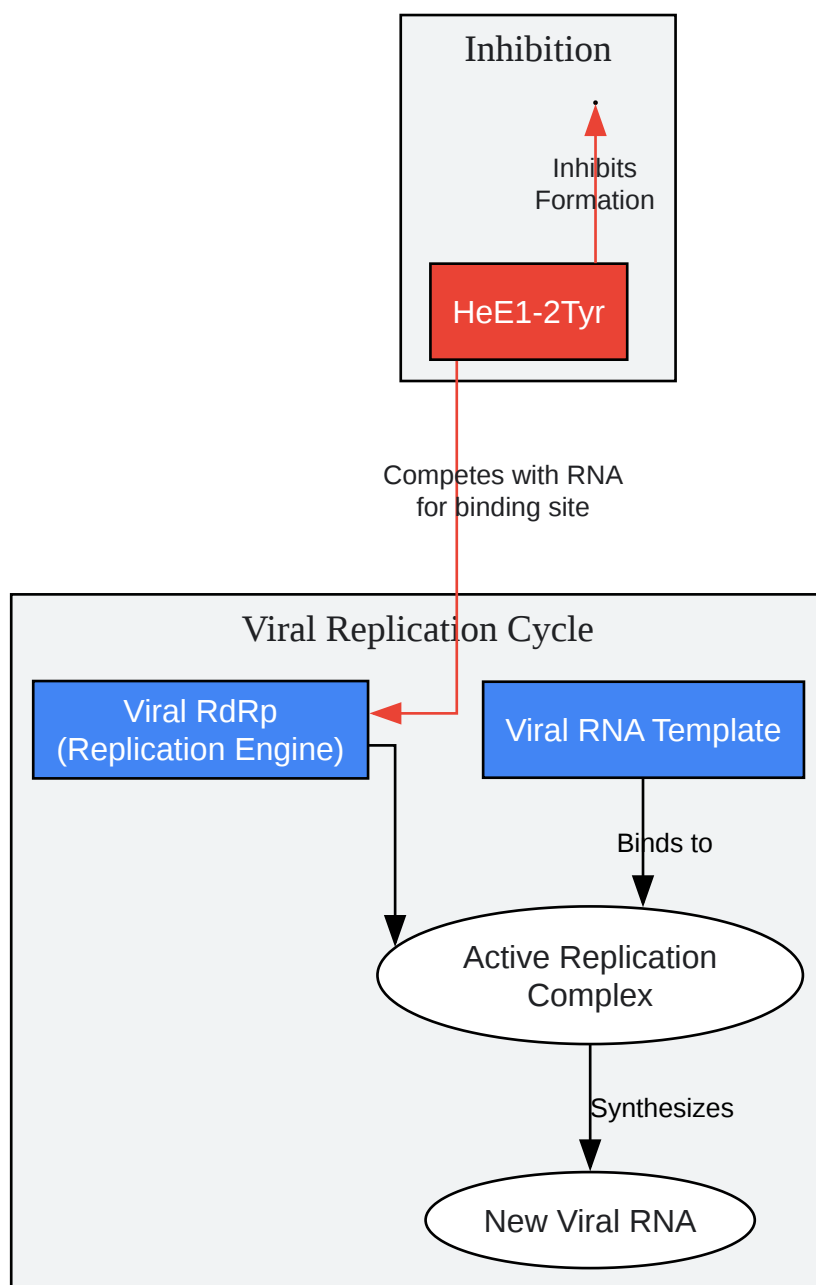 Inhibition
Inhibits
Formation
HeE1-2Tyr
Competes with RNA
for binding site
Viral Replication Cycle
Viral RdRp
(Replication Engine)
Viral RNA Template
Binds to
Active Replication
Complex
Synthesizes
New Viral RNA